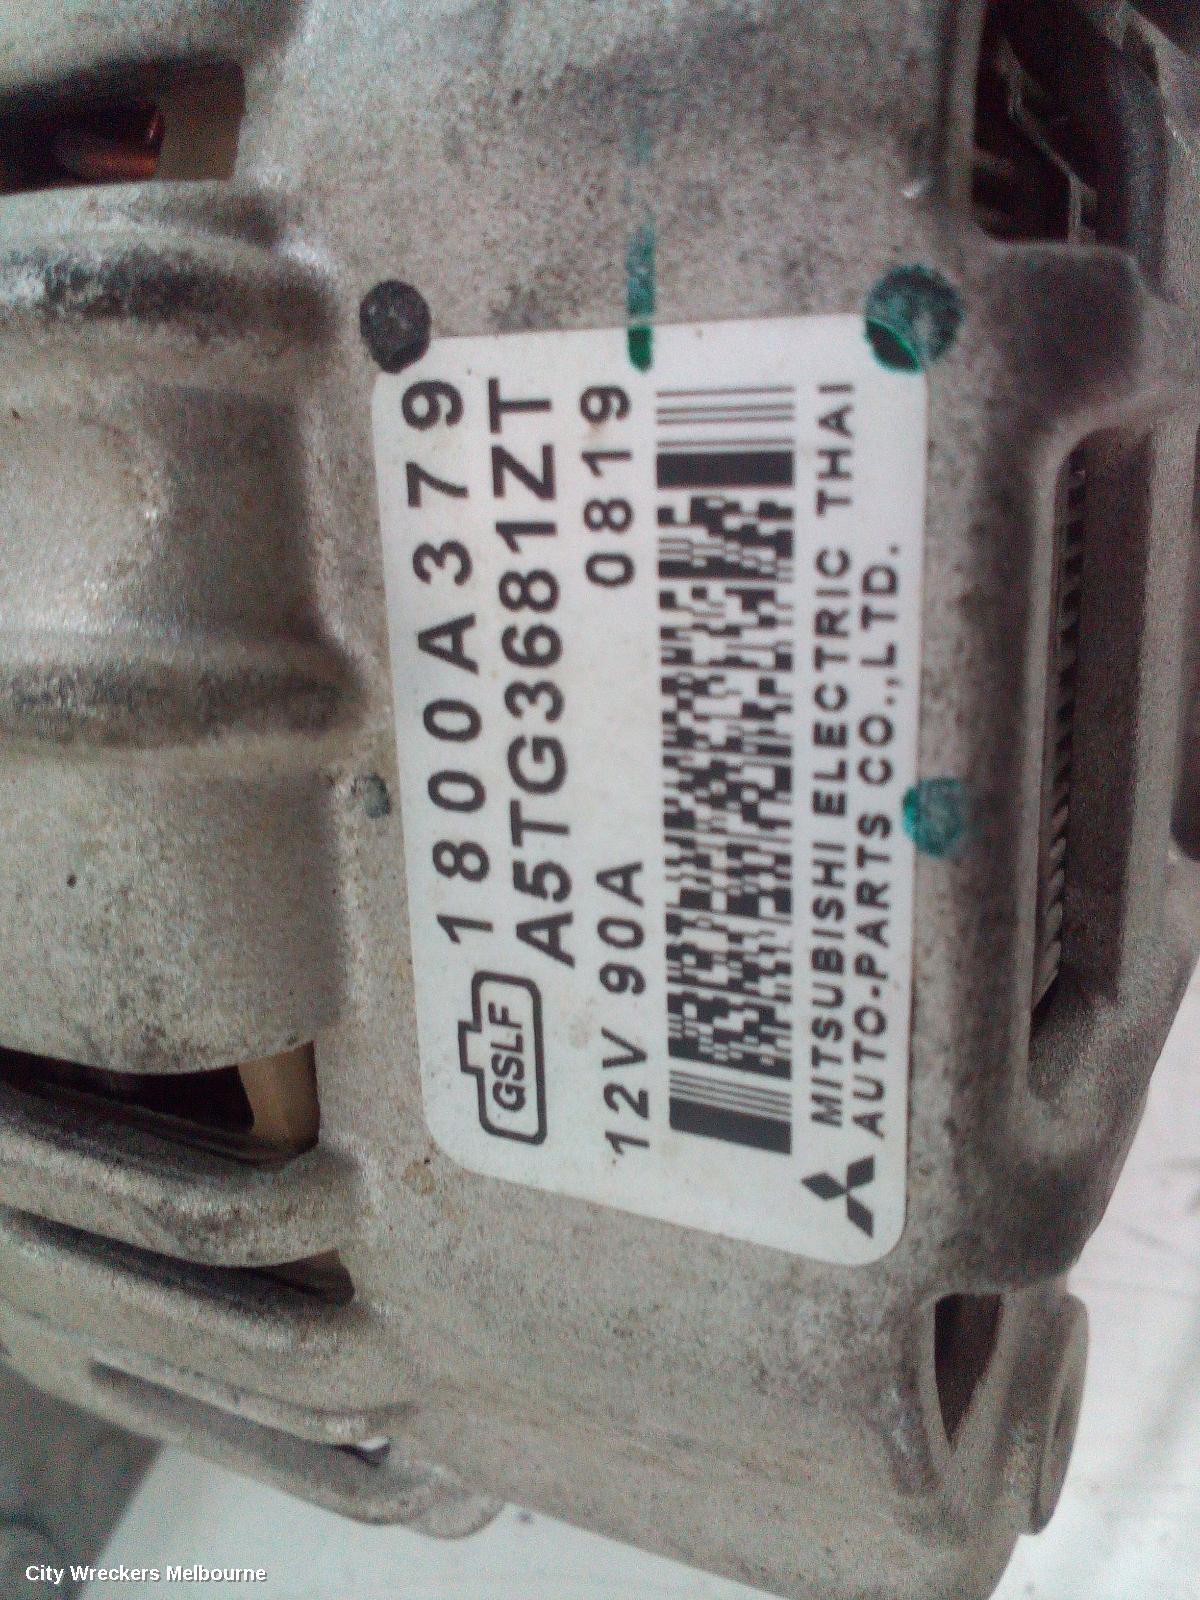 1800A379
GSLF
A5TG3681ZT
12V 90A 0819
MITSUBISHI ELECTRIC THAI
AUTO-PARTS CO.,LTD.
City Wreckers Melbourne